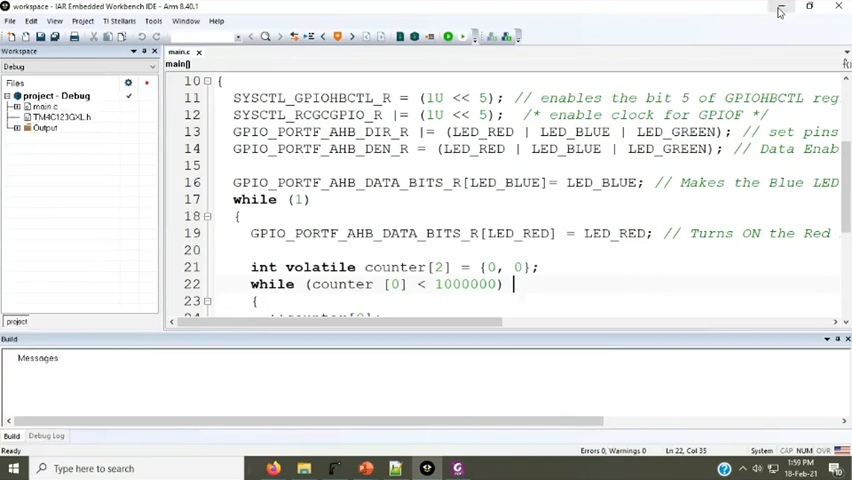 workspace - IAR Embedded Workbench IDE - Arm 8.40.1
File Edit View Project TI Stellaris Tools Window Help
Workspace
main.c
Debug
main()
Files
project - Debug
main.c
TM4C123GXL.h
Output
10 {
11 SYSCTL_GPIOHBCTL_R = (1U << 5); // enables the bit 5 of GPIOHBCTL reg
12 SYSCTL_RCGCGPIO_R |= (1U << 5); /* enable clock for GPIOF */
13 GPIO_PORTF_AHB_DIR_R |= (LED_RED | LED_BLUE | LED_GREEN); // set pins
14 GPIO_PORTF_AHB_DEN_R = (LED_RED | LED_BLUE | LED_GREEN); // Data Enab
15
16 GPIO_PORTF_AHB_DATA_BITS_R[LED_BLUE]= LED_BLUE; // Makes the Blue LED
17 while (1)
18 {
19 GPIO_PORTF_AHB_DATA_BITS_R[LED_RED] = LED_RED; // Turns ON the Red
20
21 int volatile counter[2] = {0, 0};
22 while (counter [0] < 1000000)
23 {
24 ++counter[0];
project
Build
Messages
Build Debug Log
Ready Errors 0, Warnings 0 Ln 22, Col 35 System CAP NUM OVR
Type here to search
1:59 PM
18-Feb-21